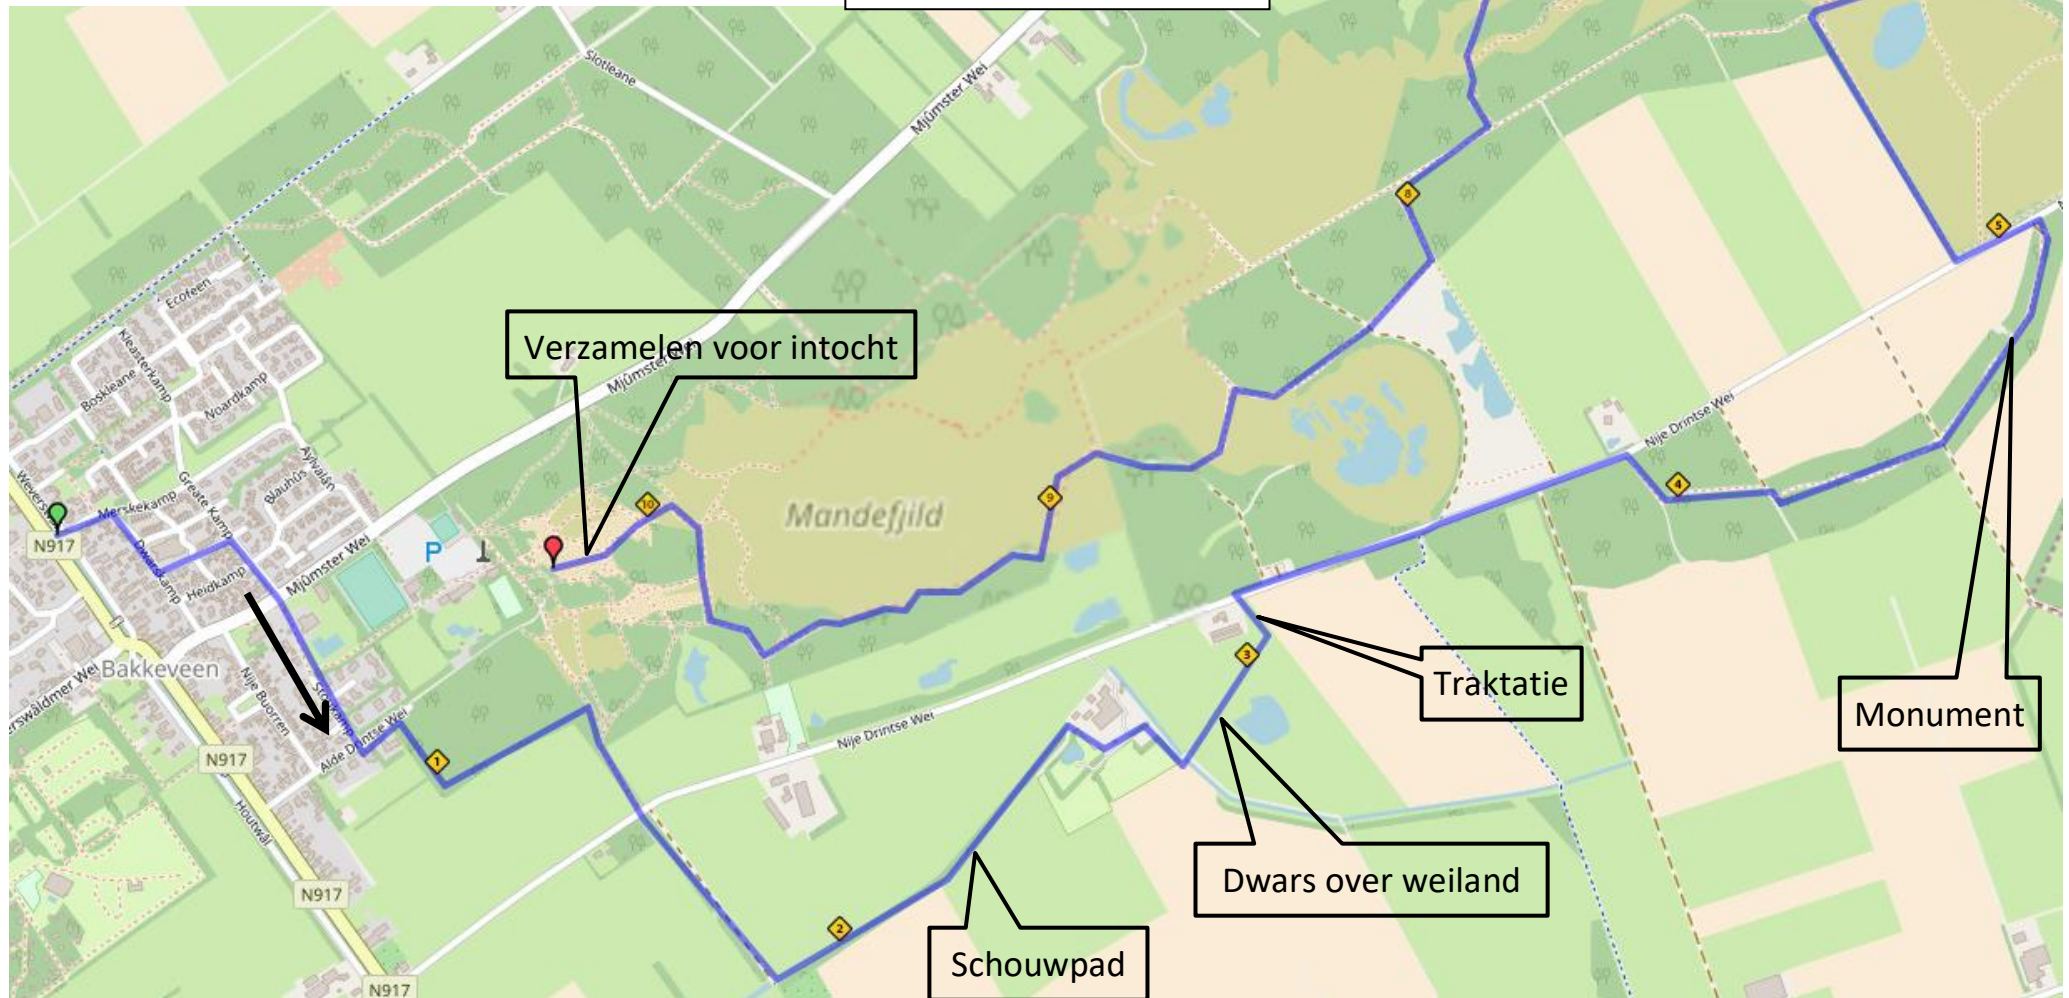 Slotleane
Mjûmster Wei
8
5
Ecofeen
Kleasterkamp
Boskleane
Noardkamp
Verzamelen voor intocht
Nije Drintse Wei
Aylvalân
Greate Kamp
Blauhûs
Merskekamp
N917
Dwarskamp
Heidkamp
Mjûmster Wei
P
10
9
4
Mandefjild
Bakkeveen
Nije Buorren
Alde Drintse Wei
3
Traktatie
Monument
N917
1
Nije Drintse Wei
Houtwâl
Dwars over weiland
N917
2
Schouwpad
N917